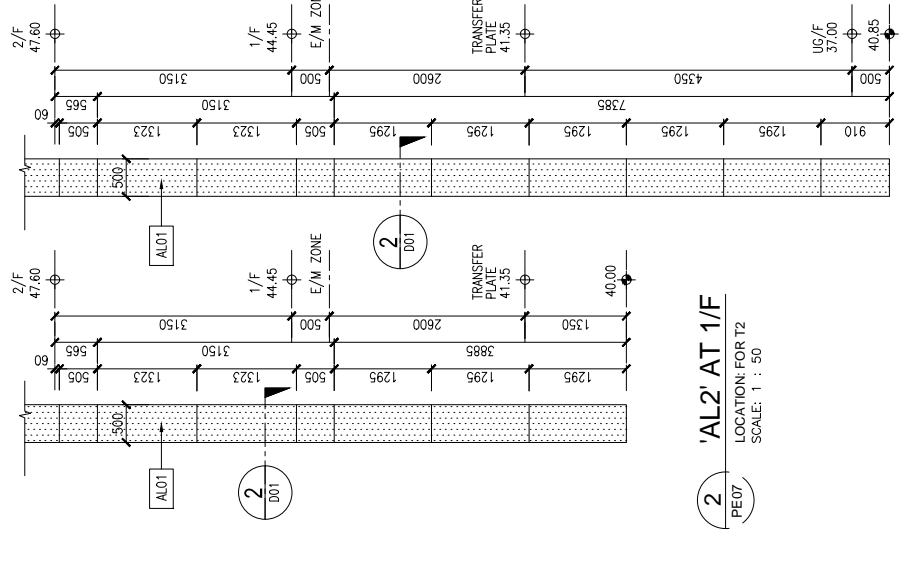 2/F
47.60
1/F
44.45
E/M ZONE
TRANSFER
PLATE
41.35
UG/F
37.00
40.85
3150
500
2600
4350
500
565
3150
7385
60
505
1323
1323
505
1295
1295
1295
1295
1295
910
500
AL01
2
D01
2/F
47.60
1/F
44.45
E/M ZONE
TRANSFER
PLATE
41.35
40.00
3150
500
2600
1350
565
3150
3885
60
505
1323
1323
505
1295
1295
1295
500
AL01
2
D01
2
PE07
'AL2' AT 1/F
LOCATION: FOR T2
SCALE: 1 : 50